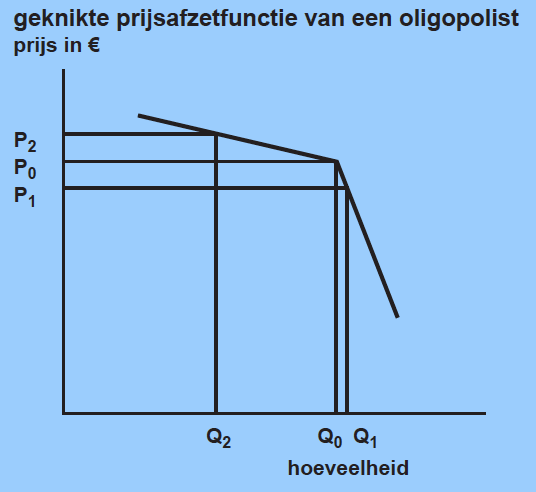 geknikte prijsafzetfunctie van een oligopolist
prijs in €
P₂
P₀
P₁
Q₂ Q₀ Q₁
hoeveelheid